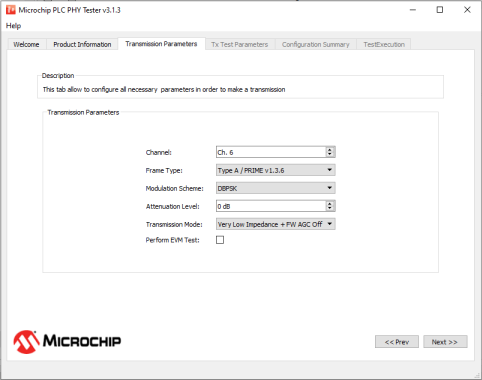 Microchip PLC PHY Tester v3.1.3
Help
Welcome Product Information Transmission Parameters Tx Test Parameters Configuration Summary TestExecution
Description
This tab allow to configure all necessary parameters in order to make a transmission
Transmission Parameters
Channel: Ch. 6
Frame Type: Type A / PRIME v1.3.6
Modulation Scheme: DBPSK
Attenuation Level: 0 dB
Transmission Mode: Very Low Impedance + FW AGC Off
Perform EVM Test:
MICROCHIP
<< Prev Next >>